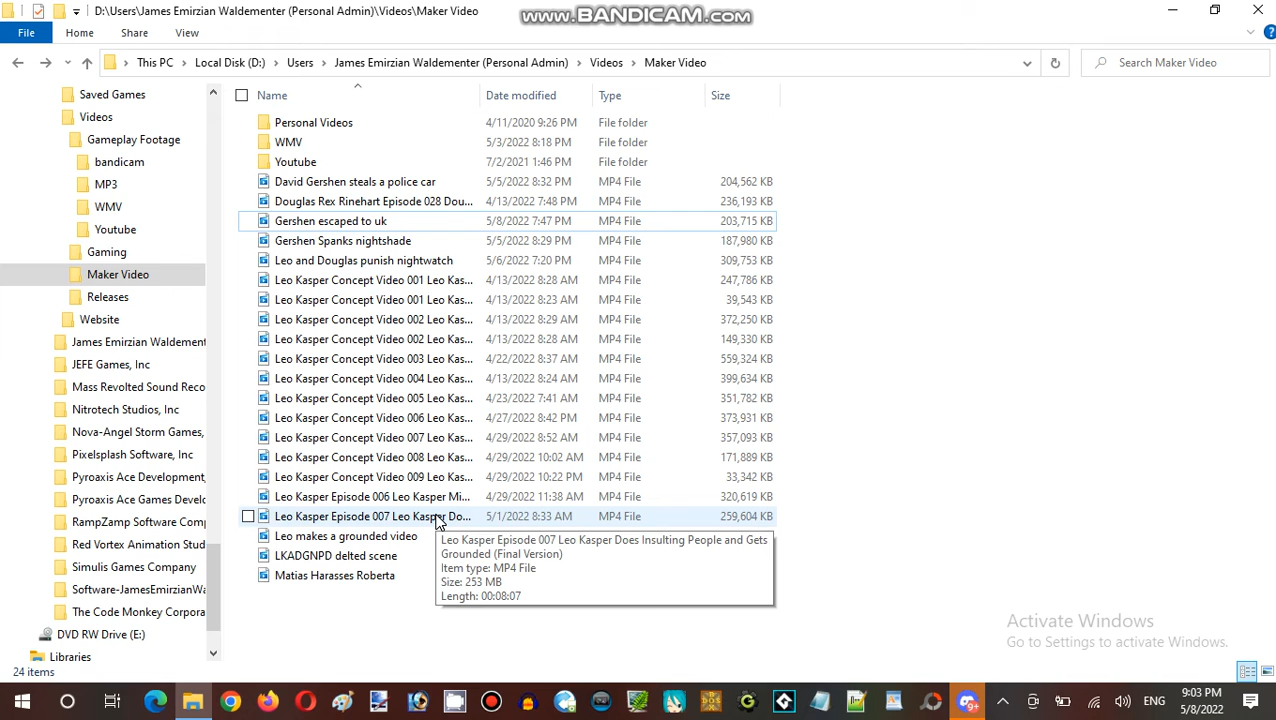 D:\Users\James Emirzian Waldementer (Personal Admin)\Videos\Maker Video
www.BANDICAM.com
File Home Share View
This PC > Local Disk (D:) > Users > James Emirzian Waldementer (Personal Admin) > Videos > Maker Video
Search Maker Video
Name Date modified Type Size
Saved Games
Videos
Gameplay Footage
bandicam
MP3
WMV
Youtube
Gaming
Maker Video
Releases
Website
James Emirzian Waldement
JEFE Games, Inc
Mass Revolted Sound Reco
Nitrotech Studios, Inc
Nova-Angel Storm Games,
Pixelsplash Software, Inc
Pyroaxis Ace Development,
Pyroaxis Ace Games Develo
RampZamp Software Comp
Red Vortex Animation Stud
Simulis Games Company
Software-JamesEmirzianWa
The Code Monkey Corpora
DVD RW Drive (E:)
Libraries
Personal Videos 4/11/2020 9:26 PM File folder
WMV 5/3/2022 8:18 PM File folder
Youtube 7/2/2021 1:46 PM File folder
David Gershen steals a police car 5/5/2022 8:32 PM MP4 File 204,562 KB
Douglas Rex Rinehart Episode 028 Dou... 4/13/2022 7:48 PM MP4 File 236,193 KB
Gershen escaped to uk 5/8/2022 7:47 PM MP4 File 203,715 KB
Gershen Spanks nightshade 5/5/2022 8:29 PM MP4 File 187,980 KB
Leo and Douglas punish nightwatch 5/6/2022 7:20 PM MP4 File 309,753 KB
Leo Kasper Concept Video 001 Leo Kas... 4/13/2022 8:28 AM MP4 File 247,786 KB
Leo Kasper Concept Video 001 Leo Kas... 4/13/2022 8:23 AM MP4 File 39,543 KB
Leo Kasper Concept Video 002 Leo Kas... 4/13/2022 8:29 AM MP4 File 372,250 KB
Leo Kasper Concept Video 002 Leo Kas... 4/13/2022 8:28 AM MP4 File 149,330 KB
Leo Kasper Concept Video 003 Leo Kas... 4/22/2022 8:37 AM MP4 File 559,324 KB
Leo Kasper Concept Video 004 Leo Kas... 4/13/2022 8:24 AM MP4 File 399,634 KB
Leo Kasper Concept Video 005 Leo Kas... 4/23/2022 7:41 AM MP4 File 351,782 KB
Leo Kasper Concept Video 006 Leo Kas... 4/27/2022 8:42 PM MP4 File 373,931 KB
Leo Kasper Concept Video 007 Leo Kas... 4/29/2022 8:52 AM MP4 File 357,093 KB
Leo Kasper Concept Video 008 Leo Kas... 4/29/2022 10:02 AM MP4 File 171,889 KB
Leo Kasper Concept Video 009 Leo Kas... 4/29/2022 10:22 PM MP4 File 33,342 KB
Leo Kasper Episode 006 Leo Kasper Mi... 4/29/2022 11:38 AM MP4 File 320,619 KB
Leo Kasper Episode 007 Leo Kasper Do... 5/1/2022 8:33 AM MP4 File 259,604 KB
Leo makes a grounded video
LKADGNPD delted scene
Matias Harasses Roberta
Leo Kasper Episode 007 Leo Kasper Does Insulting People and Gets
Grounded (Final Version)
Item type: MP4 File
Size: 253 MB
Length: 00:08:07
Activate Windows
Go to Settings to activate Windows.
24 items
9+
ENG
9:03 PM
5/8/2022